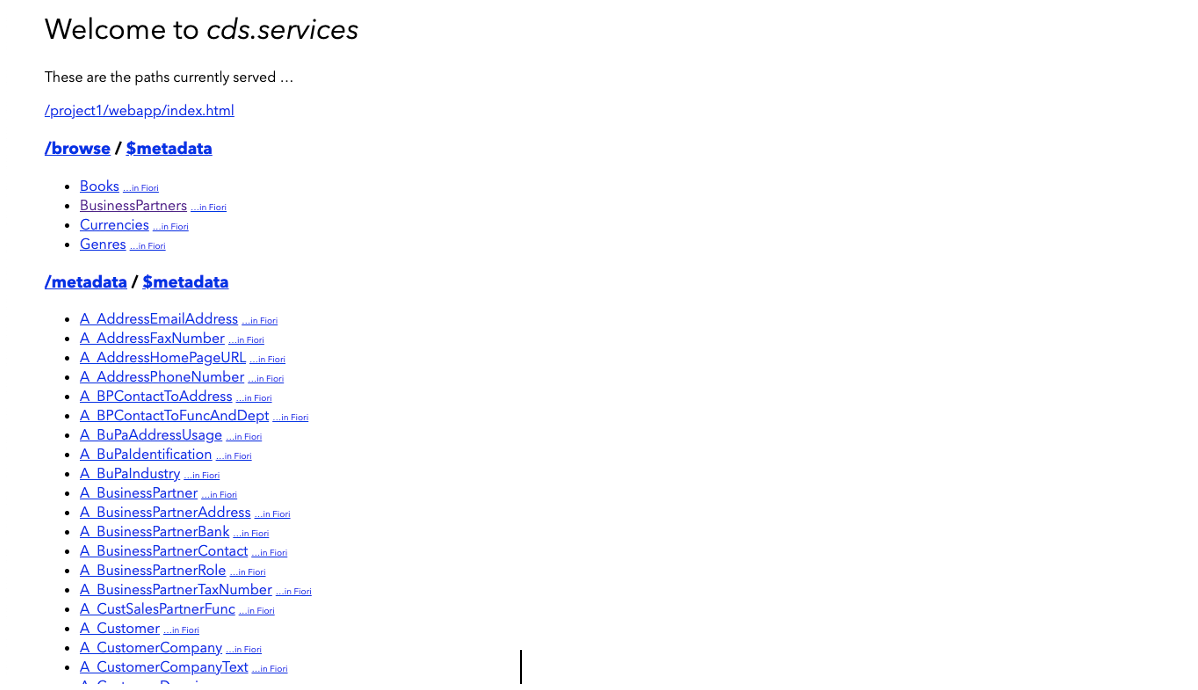 Welcome to cds.services
These are the paths currently served …
/project1/webapp/index.html
/browse / $metadata
Books ...in Fiori
BusinessPartners ...in Fiori
Currencies ...in Fiori
Genres ...in Fiori
/metadata / $metadata
A_AddressEmailAddress ...in Fiori
A_AddressFaxNumber ...in Fiori
A_AddressHomePageURL ...in Fiori
A_AddressPhoneNumber ...in Fiori
A_BPContactToAddress ...in Fiori
A_BPContactToFuncAndDept ...in Fiori
A_BuPaAddressUsage ...in Fiori
A_BuPaIdentification ...in Fiori
A_BuPaIndustry ...in Fiori
A_BusinessPartner ...in Fiori
A_BusinessPartnerAddress ...in Fiori
A_BusinessPartnerBank ...in Fiori
A_BusinessPartnerContact ...in Fiori
A_BusinessPartnerRole ...in Fiori
A_BusinessPartnerTaxNumber ...in Fiori
A_CustSalesPartnerFunc ...in Fiori
A_Customer ...in Fiori
A_CustomerCompany ...in Fiori
A_CustomerCompanyText ...in Fiori